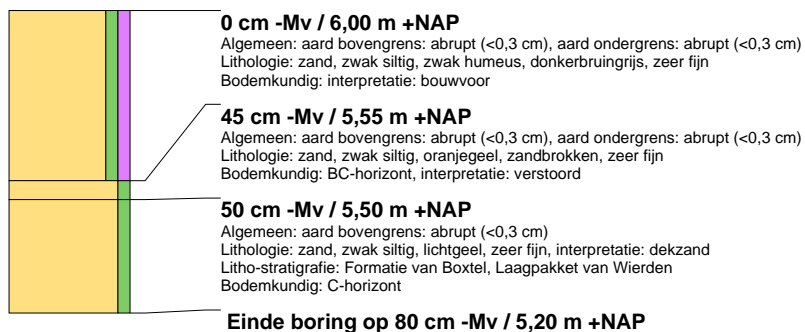 0 cm -Mv / 6,00 m +NAP
Algemeen: aard bovengrens: abrupt (<0,3 cm), aard ondergrens: abrupt (<0,3 cm)
Lithologie: zand, zwak siltig, zwak humeus, donkerbruingrijs, zeer fijn
Bodemkundig: interpretatie: bouwvoor
45 cm -Mv / 5,55 m +NAP
Algemeen: aard bovengrens: abrupt (<0,3 cm), aard ondergrens: abrupt (<0,3 cm)
Lithologie: zand, zwak siltig, oranjegeel, zandbrokken, zeer fijn
Bodemkundig: BC-horizont, interpretatie: verstoord
50 cm -Mv / 5,50 m +NAP
Algemeen: aard bovengrens: abrupt (<0,3 cm)
Lithologie: zand, zwak siltig, lichtgeel, zeer fijn, interpretatie: dekzand
Litho-stratigrafie: Formatie van Boxtel, Laagpakket van Wierden
Bodemkundig: C-horizont
Einde boring op 80 cm -Mv / 5,20 m +NAP